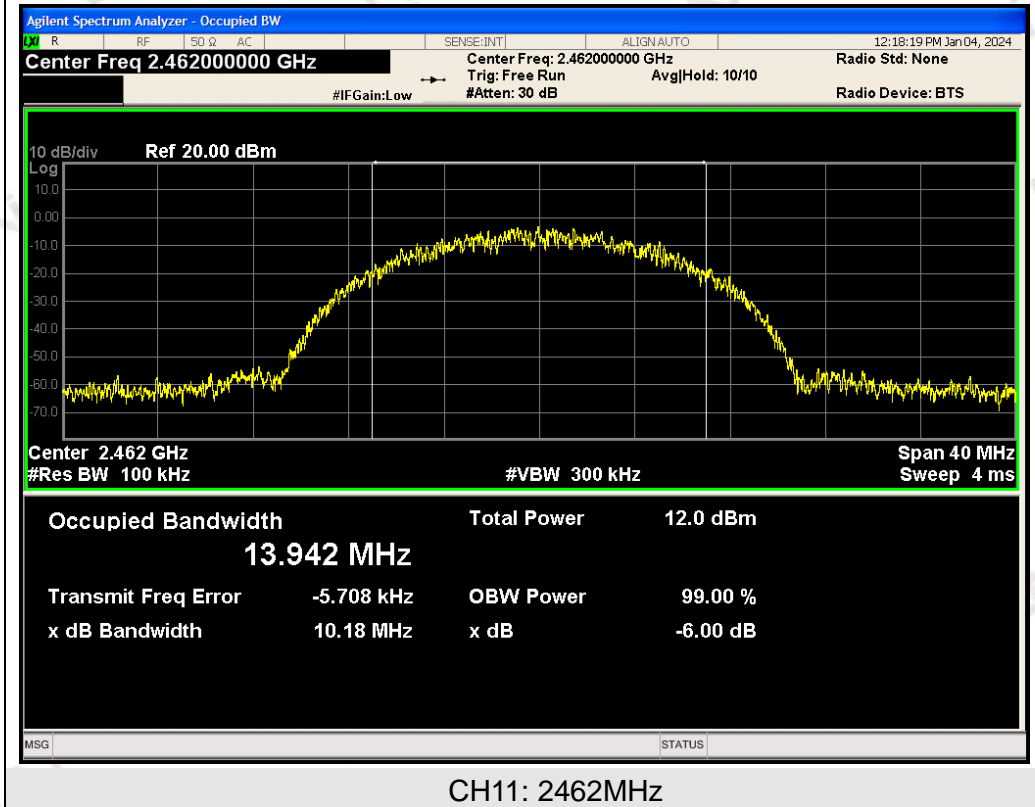 Agilent Spectrum Analyzer - Occupied BW
LXI R RF 50 Ω AC SENSE:INT ALIGN AUTO 12:18:19 PM Jan 04, 2024
Center Freq 2.462000000 GHz Center Freq: 2.462000000 GHz Radio Std: None
Trig: Free Run Avg|Hold: 10/10
#IFGain:Low #Atten: 30 dB Radio Device: BTS
10 dB/div Ref 20.00 dBm
Log
10.0
0.00
-10.0
-20.0
-30.0
-40.0
-50.0
-60.0
-70.0
Center 2.462 GHz Span 40 MHz
#Res BW 100 kHz #VBW 300 kHz Sweep 4 ms
Occupied Bandwidth Total Power 12.0 dBm
13.942 MHz
Transmit Freq Error -5.708 kHz OBW Power 99.00 %
x dB Bandwidth 10.18 MHz x dB -6.00 dB
MSG STATUS
CH11: 2462MHz